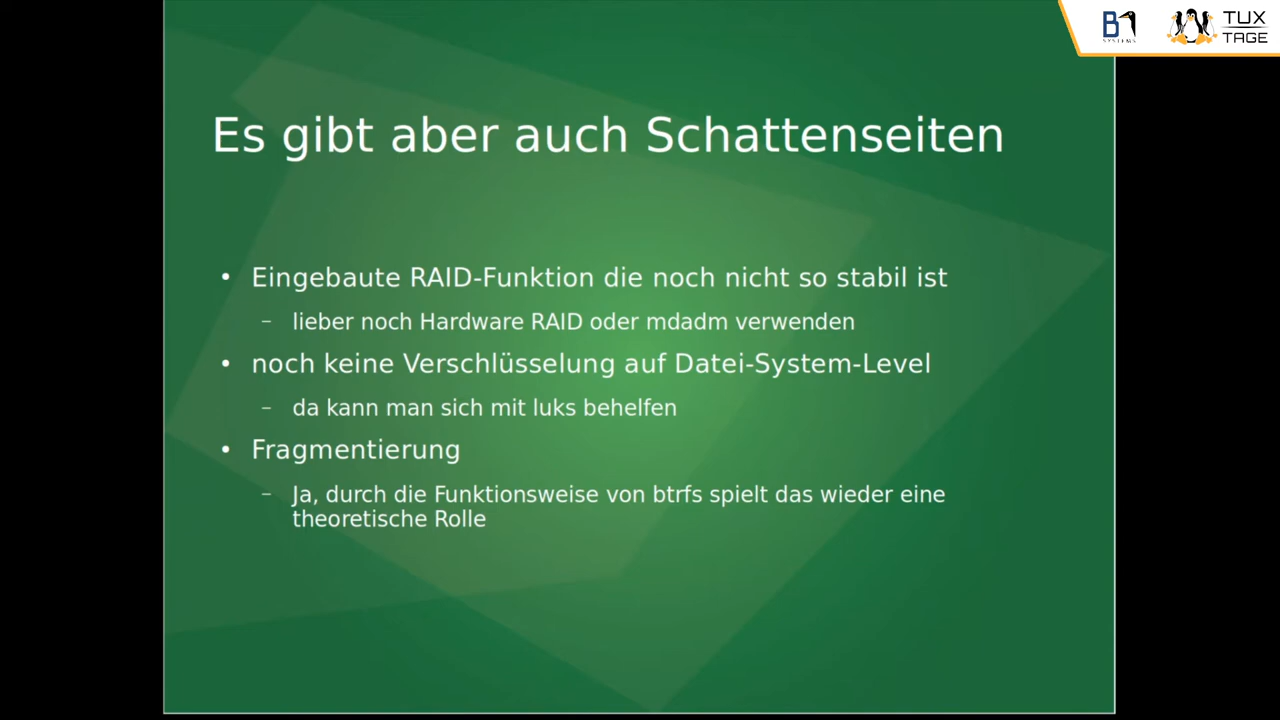 B1
SYSTEMS
TUX
TAGE
Es gibt aber auch Schattenseiten
• Eingebaute RAID-Funktion die noch nicht so stabil ist
– lieber noch Hardware RAID oder mdadm verwenden
• noch keine Verschlüsselung auf Datei-System-Level
– da kann man sich mit luks behelfen
• Fragmentierung
– Ja, durch die Funktionsweise von btrfs spielt das wieder eine
theoretische Rolle